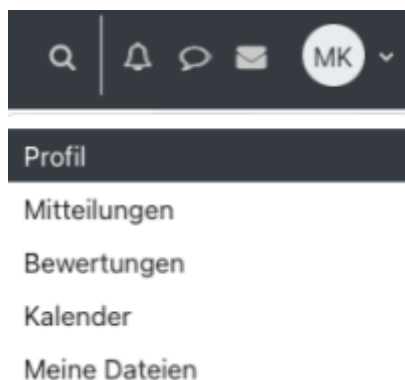 MK
Profil
Mitteilungen
Bewertungen
Kalender
Meine Dateien